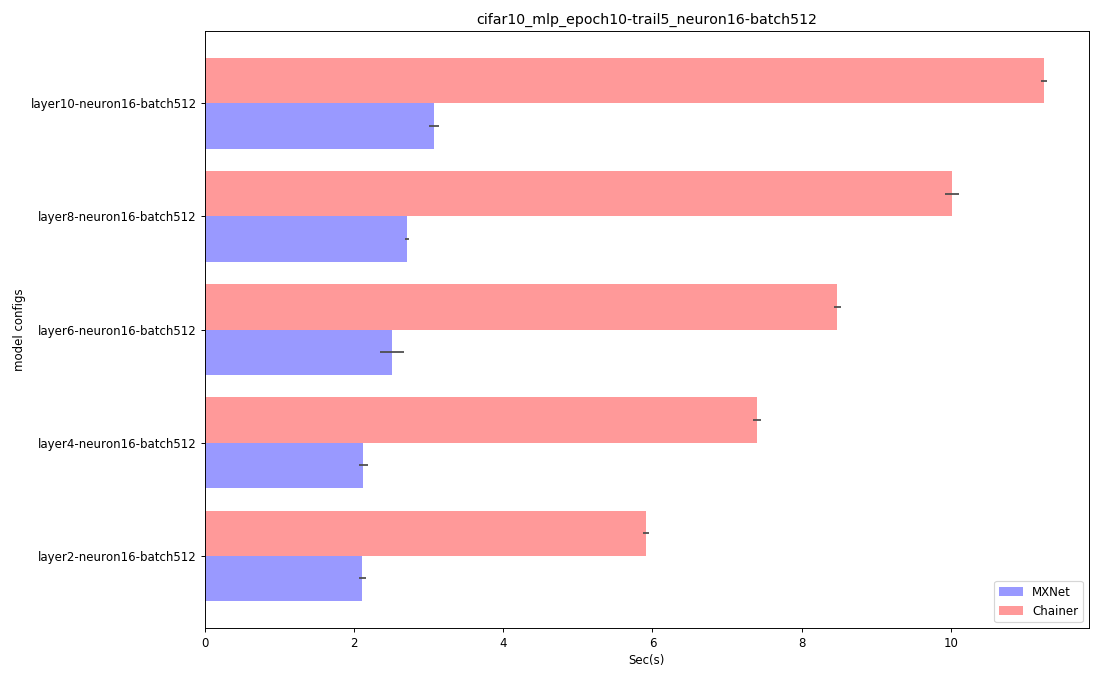 cifar10_mlp_epoch10-trail5_neuron16-batch512
model configs
layer10-neuron16-batch512
layer8-neuron16-batch512
layer6-neuron16-batch512
layer4-neuron16-batch512
layer2-neuron16-batch512
MXNet
Chainer
0 2 4 6 8 10
Sec(s)